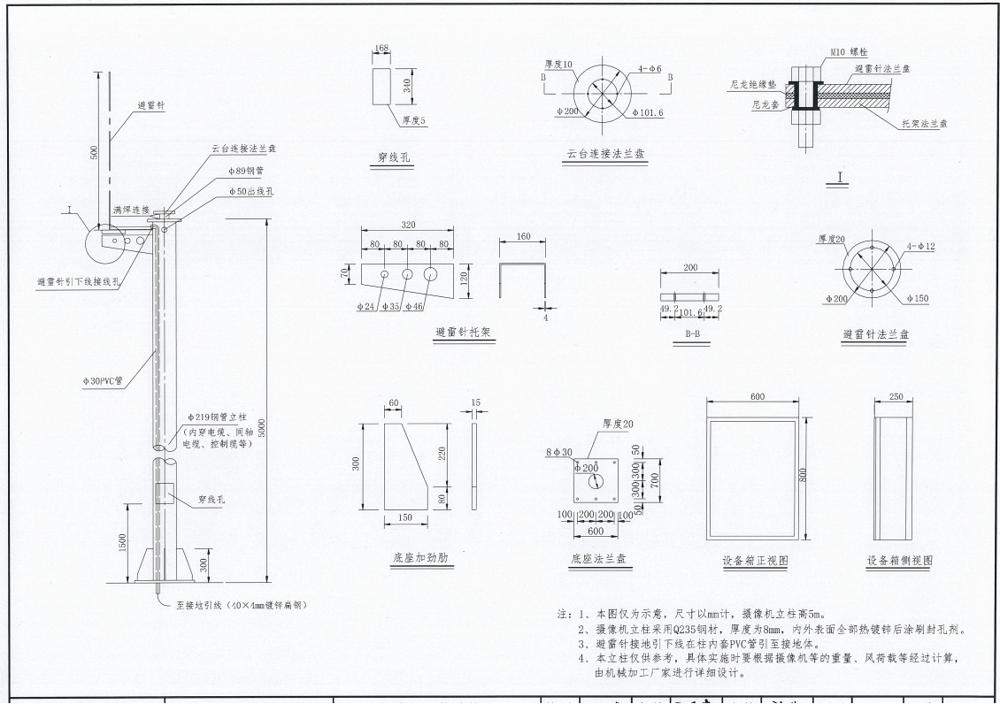 避雷针
500
云台连接法兰盘
φ89钢管
φ50出线孔
满焊连接
I
避雷针引下线接线孔
φ30PVC管
φ219钢管立柱
(内穿电缆、同轴
电缆、控制缆等)
5000
穿线孔
1500
300
至接地引线(40×4mm镀锌扁钢)
168
340
厚度5
穿线孔
厚度10
4-φ6
B
B
φ200
φ101.6
云台连接法兰盘
M10 螺栓
避雷针法兰盘
尼龙绝缘垫
尼龙套
托架法兰盘
I
320
80 80 80 80
70
120
φ24 φ35 φ46
160
4
避雷针托架
200
49.2 101.6 49.2
B-B
厚度20
4-φ12
φ200
φ150
避雷针法兰盘
60
15
300
220
80
150
底座加劲肋
厚度20
8φ30
φ200
50
300
300
50
700
100 200 200 100
600
底座法兰盘
600
800
设备箱正视图
250
设备箱侧视图
注: 1、本图仅为示意，尺寸以mm计，摄像机立柱高5m。
2、摄像机立柱采用Q235钢材，厚度为8mm，内外表面全部热镀锌后涂刷封孔剂。
3、避雷针接地引下线在柱内套PVC管引至接地体。
4、本立柱仅供参考，具体实施时要根据摄像机等的重量、风荷载等经过计算，
由机械加工厂家进行详细设计。